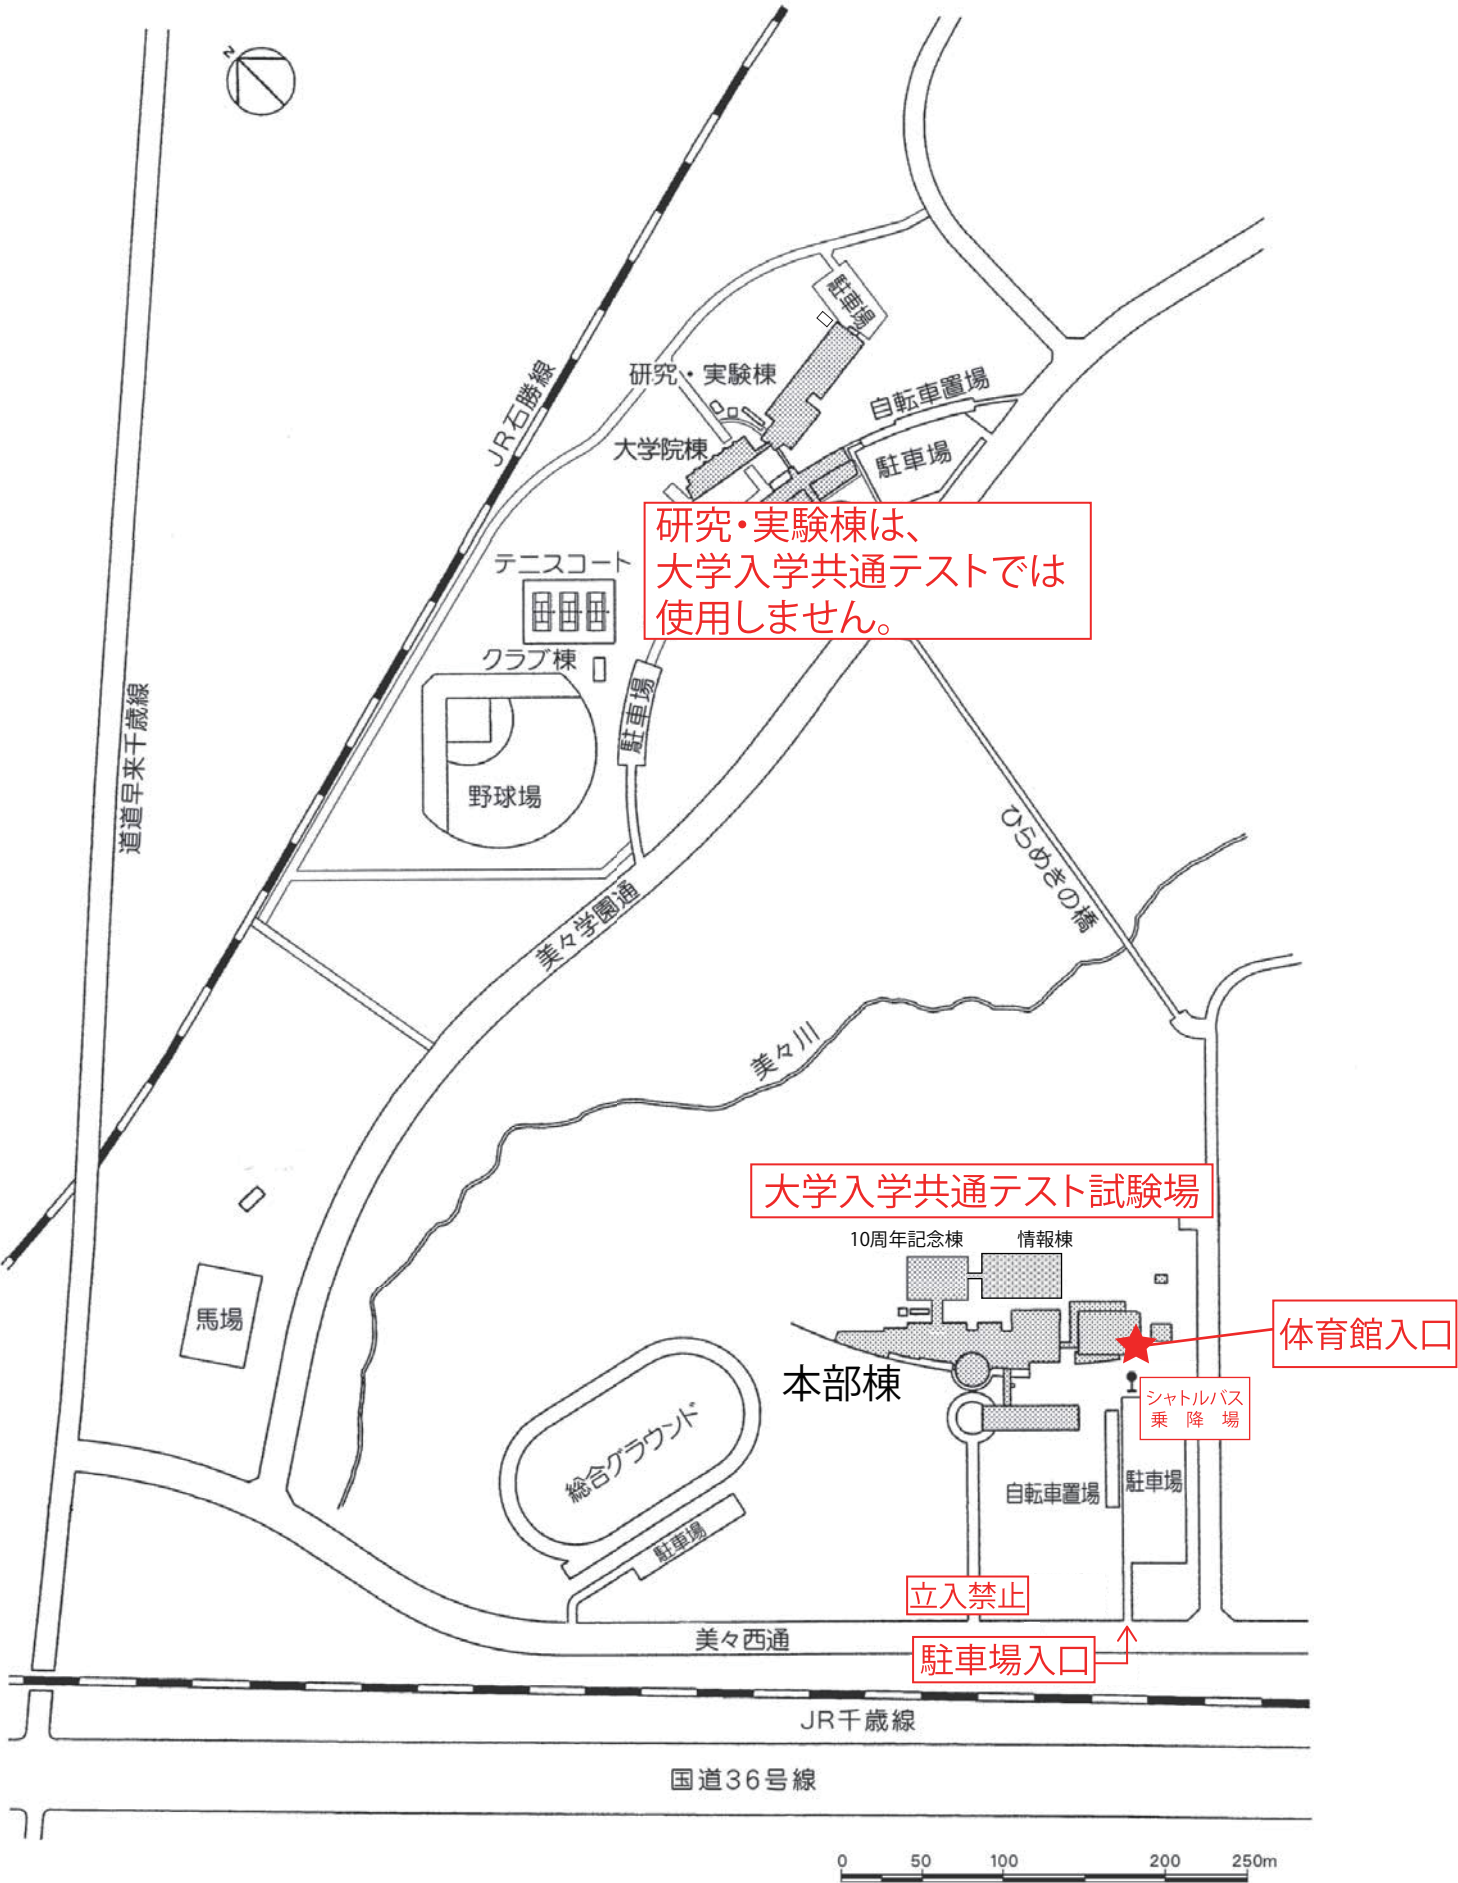 N
駐車場
研究・実験棟
自転車置場
JR石勝線
大学院棟
駐車場
研究・実験棟は、
大学入学共通テストでは
使用しません。
テニスコート
クラブ棟
駐車場
道道早来千歳線
野球場
ひらめきの橋
美々学園通
美々川
大学入学共通テスト試験場
10周年記念棟
情報棟
馬場
体育館入口
本部棟
シャトルバス
乗降場
総合グラウンド
自転車置場
駐車場
駐車場
立入禁止
美々西通
駐車場入口
JR千歳線
国道36号線
0 50 100 200 250m